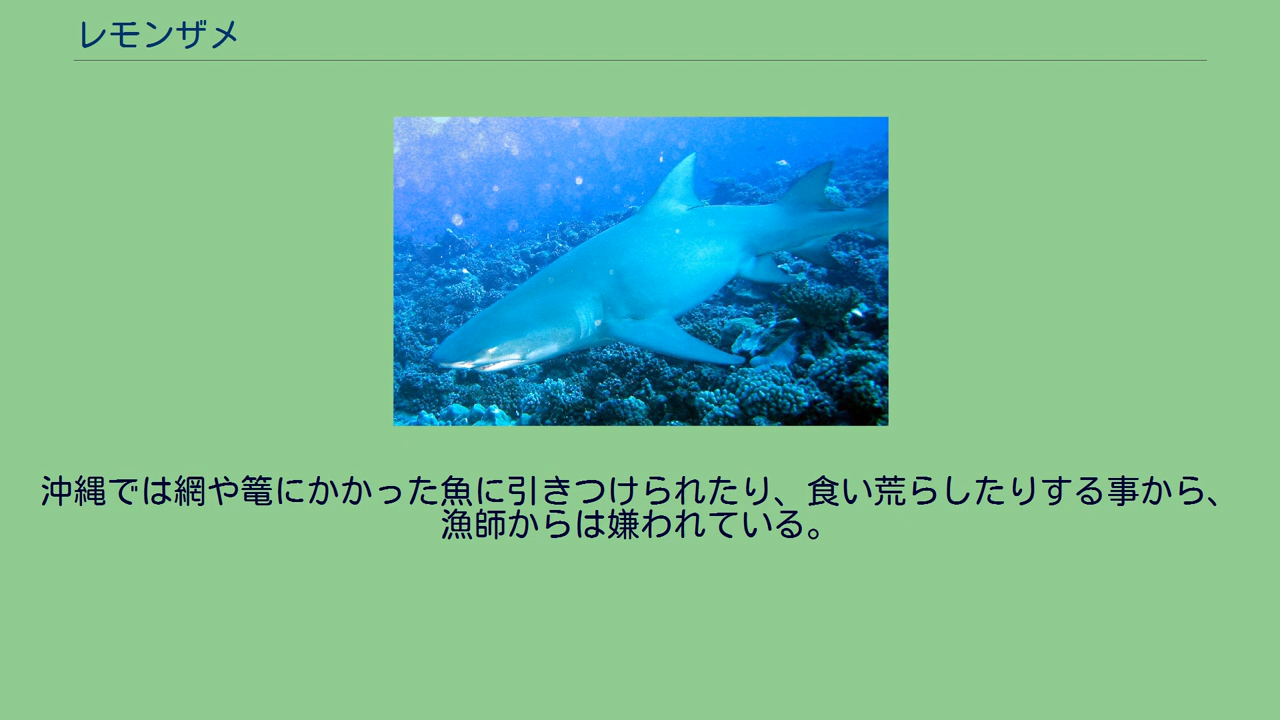 レモンザメ
沖縄では網や篭にかかった魚に引きつけられたり、食い荒らしたりする事から、
漁師からは嫌われている。